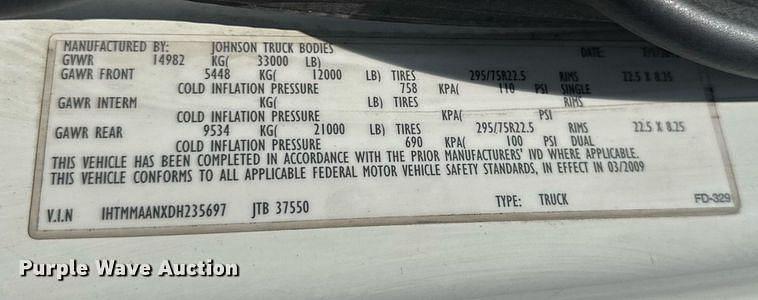 MANUFACTURED BY: JOHNSON TRUCK BODIES DATE:
GVWR 14982 KG( 33000 LB)
GAWR FRONT 5448 KG( 12000 LB) TIRES 295/75R22.5 RIMS 22.5 X 8.25
COLD INFLATION PRESSURE 758 KPA( 110 PSI SINGLE
GAWR INTERM KG( LB) TIRES RIMS
COLD INFLATION PRESSURE KPA( PSI
GAWR REAR 9534 KG( 21000 LB) TIRES 295/75R22.5 RIMS 22.5 X 8.25
COLD INFLATION PRESSURE 690 KPA( 100 PSI DUAL
THIS VEHICLE HAS BEEN COMPLETED IN ACCORDANCE WITH THE PRIOR MANUFACTURERS' IVD WHERE APPLICABLE.
THIS VEHICLE CONFORMS TO ALL APPLICABLE FEDERAL MOTOR VEHICLE SAFETY STANDARDS, IN EFFECT IN 03/2009
V.I.N 1HTMMAANXDH235697 JTB 37550 TYPE: TRUCK FD-329
Purple Wave Auction